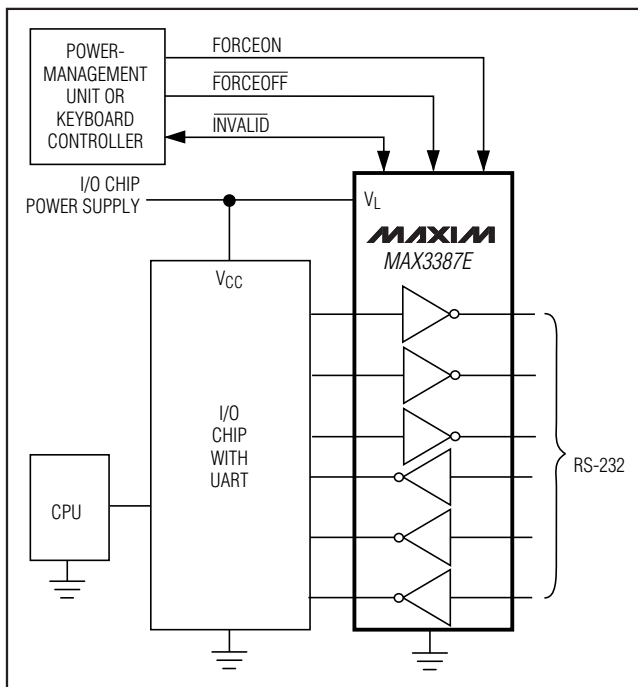 POWER-
MANAGEMENT
UNIT OR
KEYBOARD
CONTROLLER
FORCEON
FORCEOFF
INVALID
I/O CHIP
POWER SUPPLY
VL
MAXIM
MAX3387E
VCC
I/O
CHIP
WITH
UART
CPU
RS-232